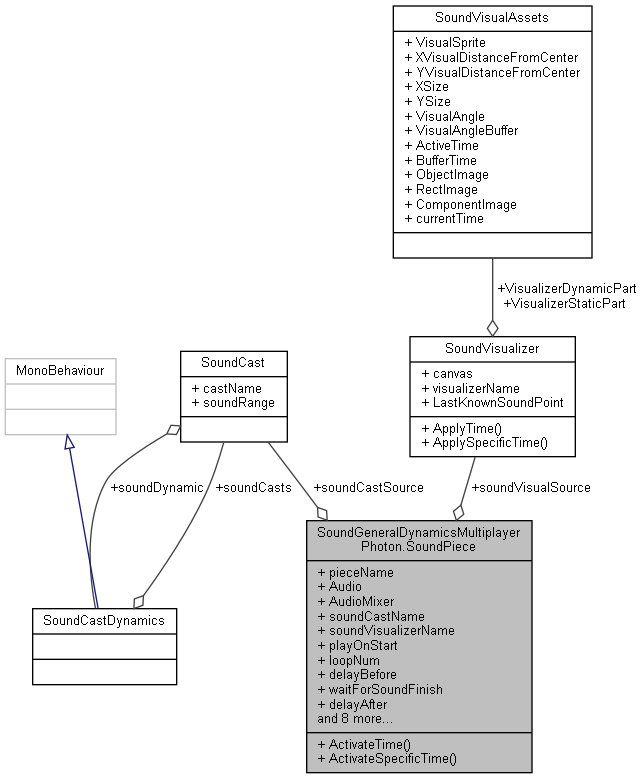 SoundVisualAssets
+ VisualSprite
+ XVisualDistanceFromCenter
+ YVisualDistanceFromCenter
+ XSize
+ YSize
+ VisualAngle
+ VisualAngleBuffer
+ ActiveTime
+ BufferTime
+ ObjectImage
+ RectImage
+ ComponentImage
+ currentTime
+VisualizerDynamicPart
+VisualizerStaticPart
SoundVisualizer
+ canvas
+ visualizerName
+ LastKnownSoundPoint
+ ApplyTime()
+ ApplySpecificTime()
SoundCast
+ castName
+ soundRange
MonoBehaviour
+soundDynamic
+soundCasts
+soundCastSource
+soundVisualSource
SoundCastDynamics
SoundGeneralDynamicsMultiplayer
Photon.SoundPiece
+ pieceName
+ Audio
+ AudioMixer
+ soundCastName
+ soundVisualizerName
+ playOnStart
+ loopNum
+ delayBefore
+ waitForSoundFinish
+ delayAfter
and 8 more...
+ ActivateTime()
+ ActivateSpecificTime()